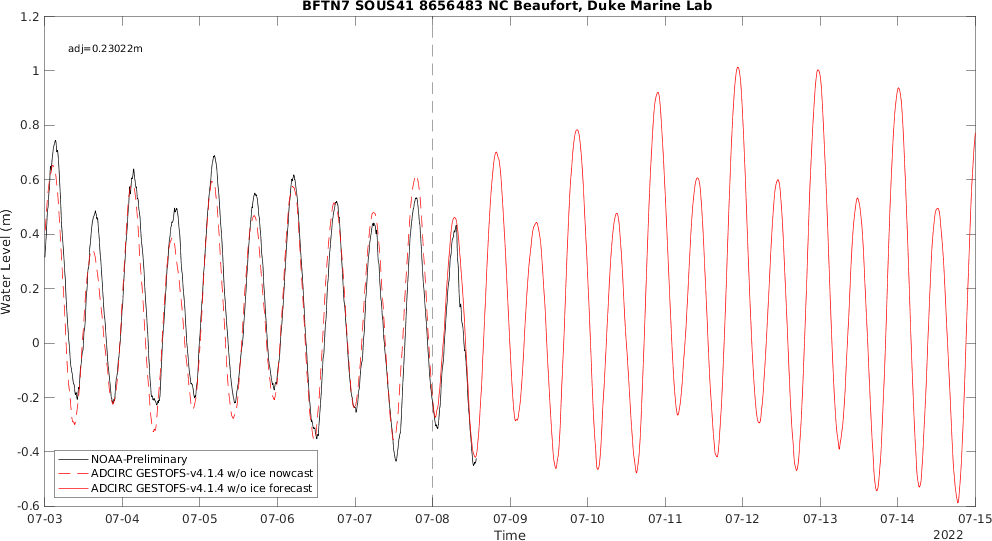 BFTN7 SOUS41 8656483 NC Beaufort, Duke Marine Lab
adj=0.23022m
Water Level (m)
1.2
1
0.8
0.6
0.4
0.2
0
-0.2
-0.4
-0.6
NOAA-Preliminary
ADCIRC GESTOFS-v4.1.4 w/o ice nowcast
ADCIRC GESTOFS-v4.1.4 w/o ice forecast
07-03 07-04 07-05 07-06 07-07 07-08 07-09 07-10 07-11 07-12 07-13 07-14 07-15
Time
2022